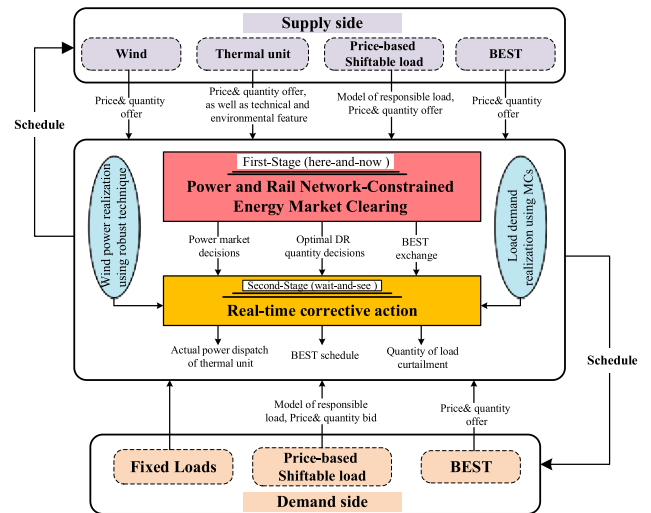 Supply side
Wind
Thermal unit
Price-based
Shiftable load
BEST
Price& quantity
offer
Price& quantity offer,
as well as technical and
environmental feature
Model of responsible load,
Price& quantity offer
Price& quantity
offer
Schedule
Wind power realization
using robust technique
First-Stage (here-and-now )
Power and Rail Network-Constrained
Energy Market Clearing
Load demand
realization using MCs
Power market
decisions
Optimal DR
quantity decisions
BEST
exchange
Second-Stage (wait-and-see )
Real-time corrective action
Actual power dispatch
of thermal unit
BEST schedule
Quantity of load
curtailment
Schedule
Model of responsible
load, Price& quantity bid
Price& quantity
offer
Fixed Loads
Price-based
Shiftable load
BEST
Demand side